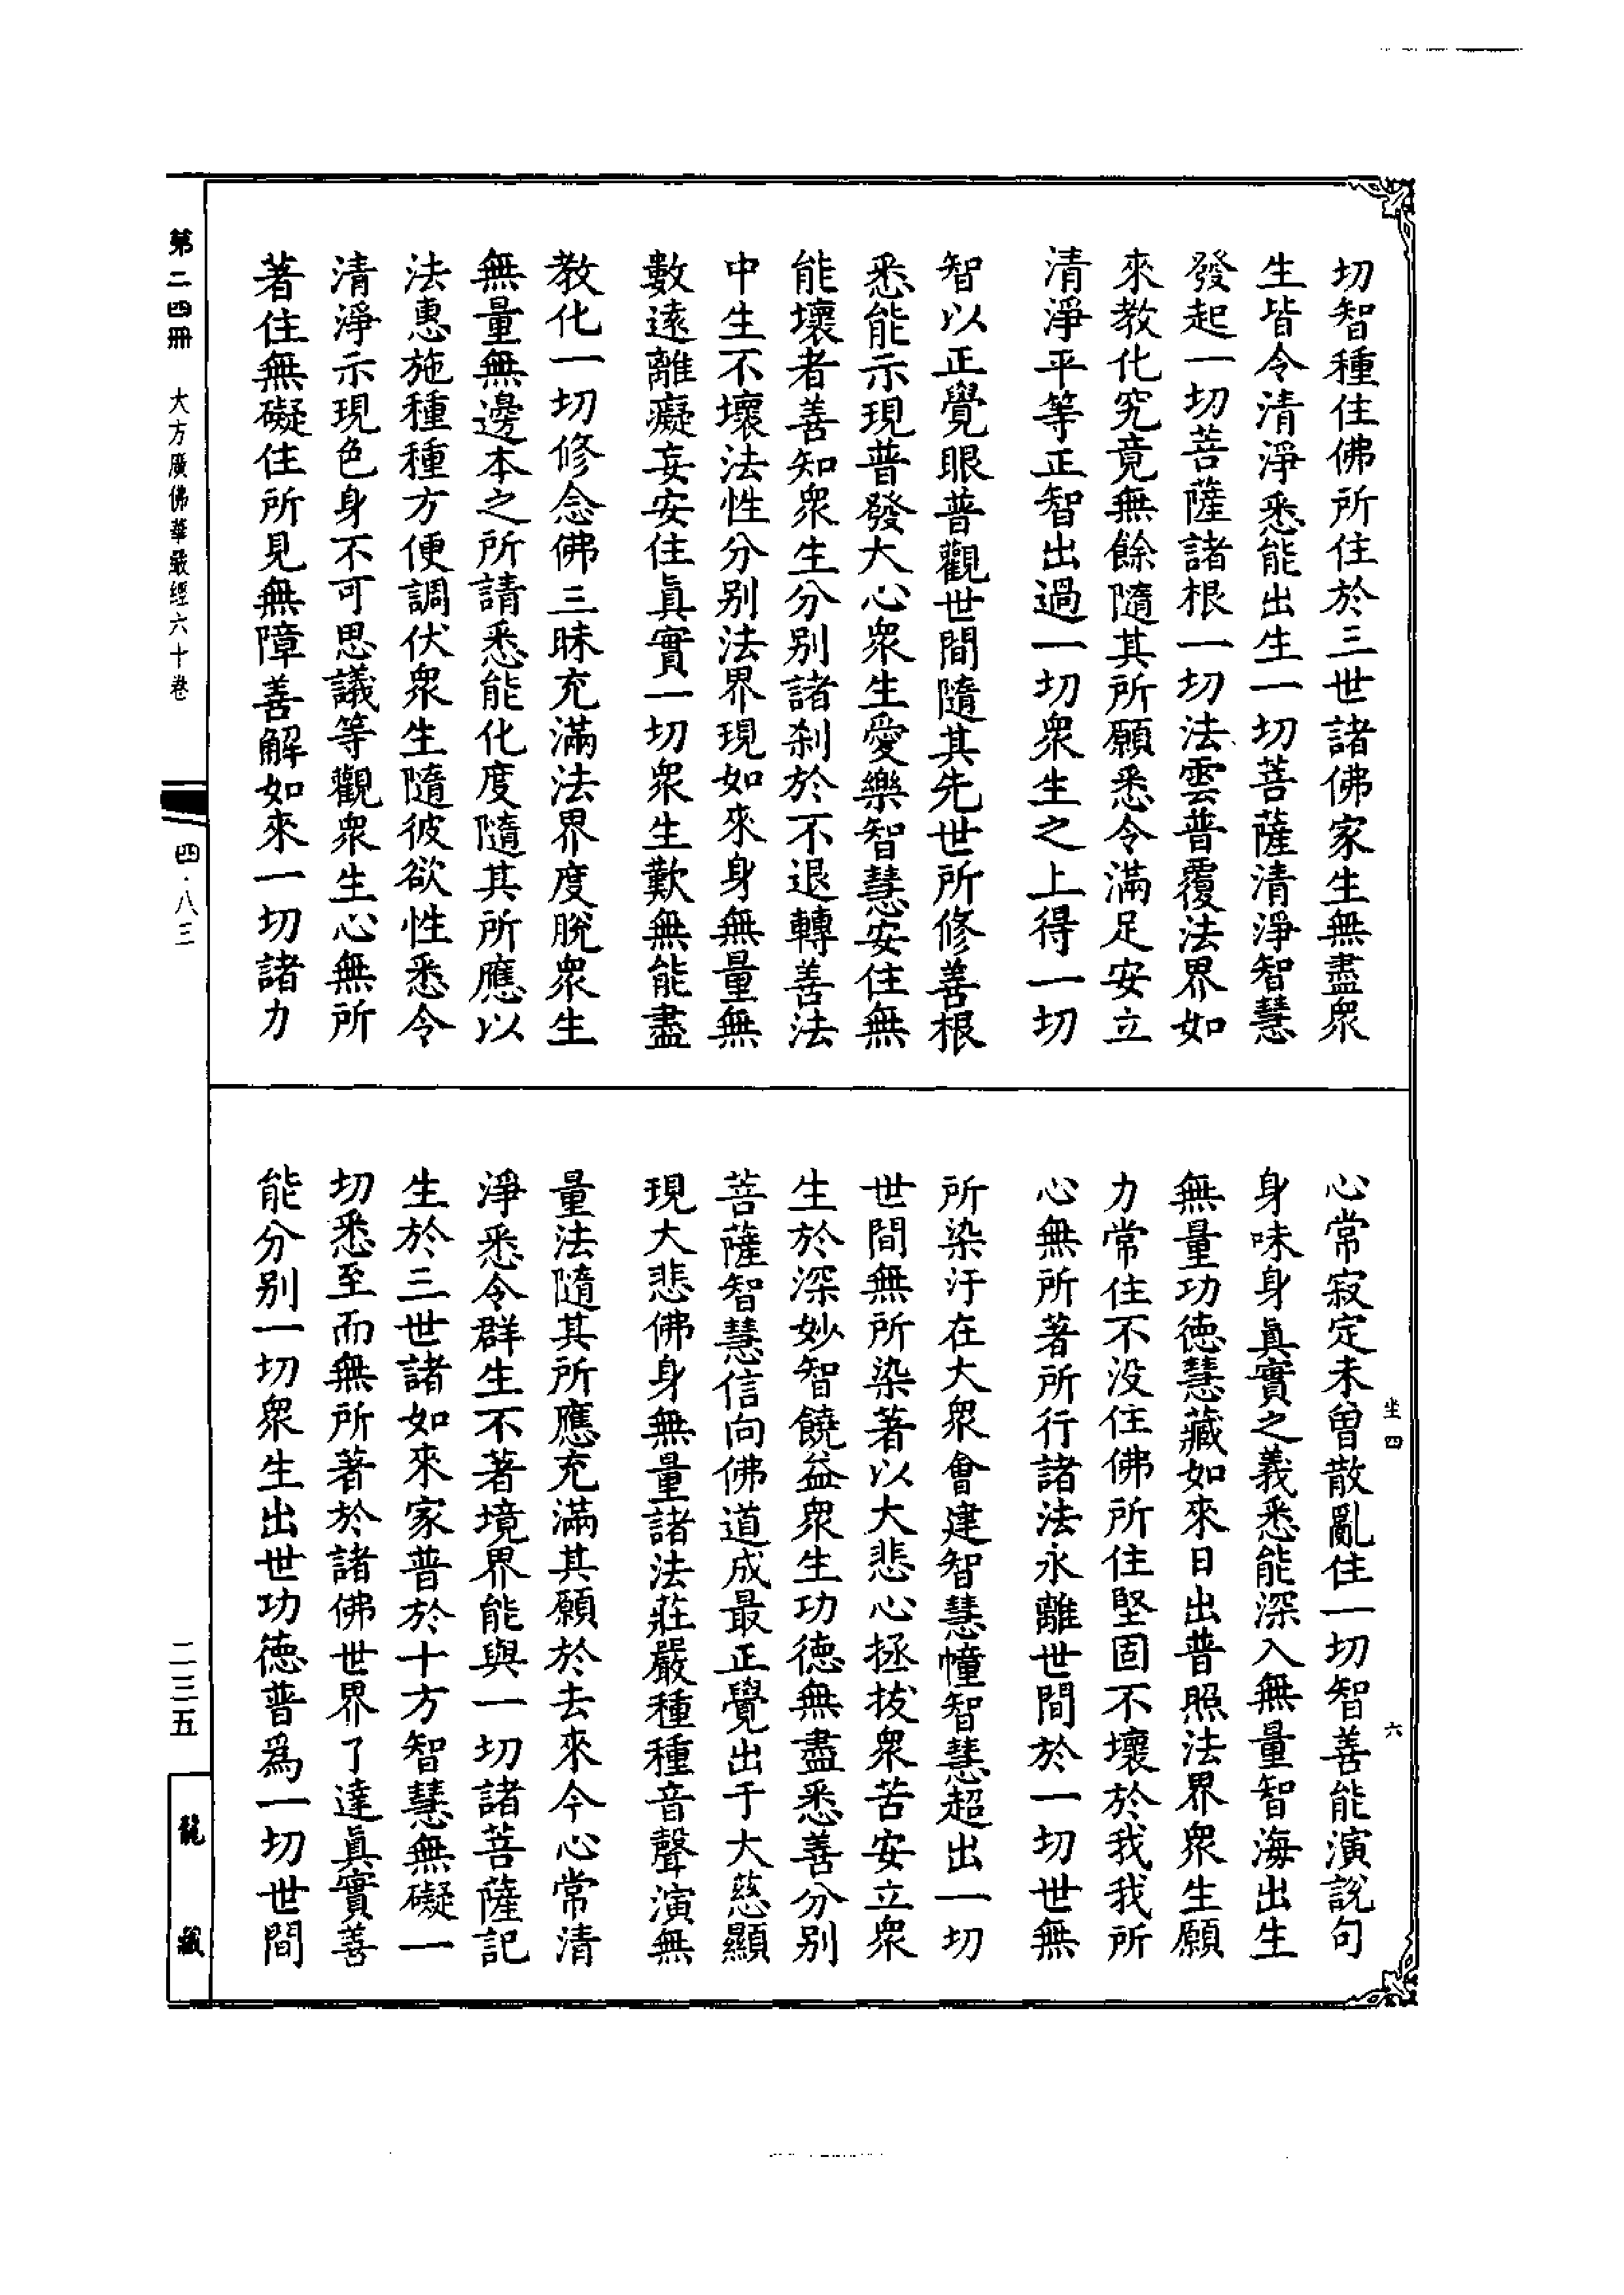 切智種住佛所住於三世諸佛家生無盡衆
生皆令清淨悉能出生一切菩薩清淨智慧
發起一切菩薩諸根一切法雲普覆法界如
來教化究竟無餘隨其所願悉令滿足安立
清淨平等正智出過一切衆生之上得一切
智以正覺眼普觀世間隨其先世所修善根
悉能示現普發大心衆生愛樂智慧安住無
能壞者善知衆生分別諸刹於不退轉善法
中生不壞法性分別法界現如來身無量無
數遠離癡妄安住眞實一切衆生歎無能盡
教化一切修念佛三昧充滿法界度脫衆生
無量無邊本之所請悉能化度隨其所應以
法惠施種種方便調伏衆生隨彼欲性悉令
清淨示現色身不可思議等觀衆生心無所
著住無礙住所見無障善解如來一切諸力
心常寂定未曾散亂住一切智善能演說句
身味身眞實之義悉能深入無量智海出生
無量功德慧藏如來日出普照法界衆生願
力常住不没住佛所住堅固不壞於我我所
心無所著所行諸法永離世間於一切世無
所染汙在大衆會建智慧幢智慧超出一切
世間無所染著以大悲心拯拔衆苦安立衆
生於深妙智饒益衆生功德無盡悉善分別
菩薩智慧信向佛道成最正覺出于大慈顯
現大悲佛身無量諸法莊嚴種種音聲演無
量法隨其所應充滿其願於去來今心常清
淨悉令群生不著境界能與一切諸菩薩記
生於三世諸如來家普於十方智慧無礙一
切悉至而無所著於諸佛世界了達眞實善
能分別一切衆生出世功德普爲一切世間
坐四
六
第二四冊
大方廣佛華嚴經六十卷
四·八三
二三五
龍藏